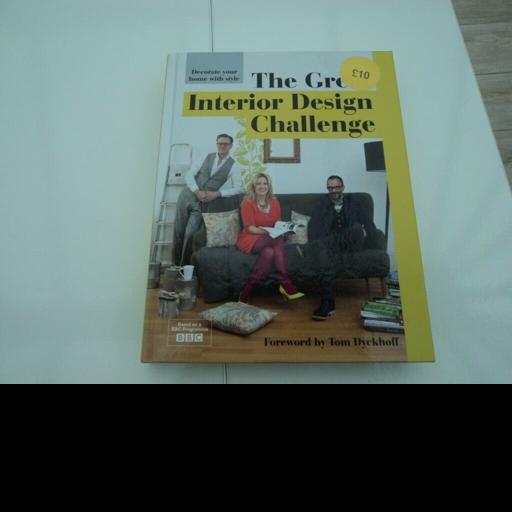 Decorate your
home with style
The Gre
£10
Interior Design
Challenge
Based on a
BBC Programme
BBC
Foreword by Tom Dyckhoff